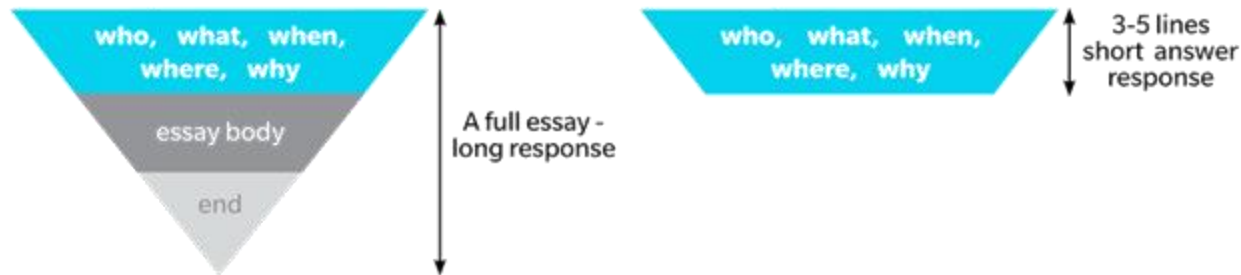 who, what, when,
where, why
essay body
end
A full essay -
long response
who, what, when,
where, why
3-5 lines
short answer
response